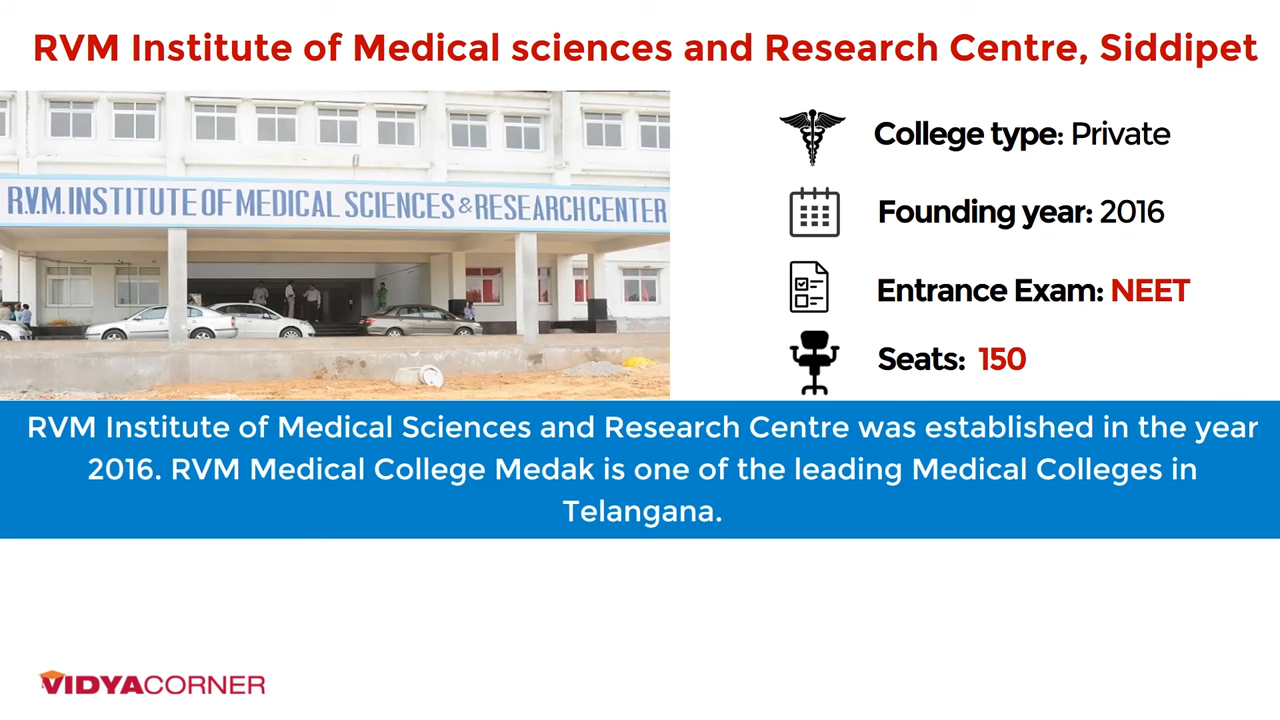 RVM Institute of Medical sciences and Research Centre, Siddipet
R.V.M. INSTITUTE OF MEDICAL SCIENCES & RESEARCH CENTER
College type: Private
Founding year: 2016
Entrance Exam: NEET
Seats: 150
RVM Institute of Medical Sciences and Research Centre was established in the year
2016. RVM Medical College Medak is one of the leading Medical Colleges in
Telangana.
VIDYACORNER